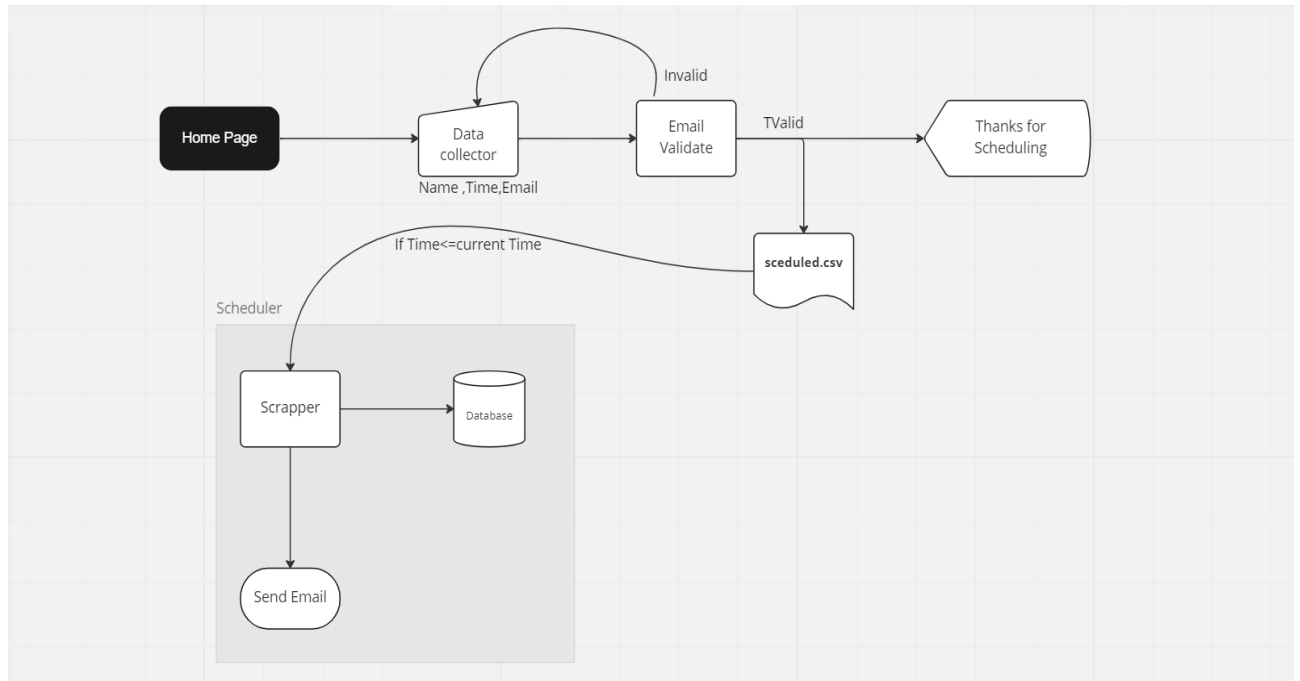 Invalid
Home Page
Data
collector
Email
Validate
TValid
Thanks for
Scheduling
Name ,Time,Email
If Time<=current Time
sceduled.csv
Scheduler
Scrapper
Database
Send Email